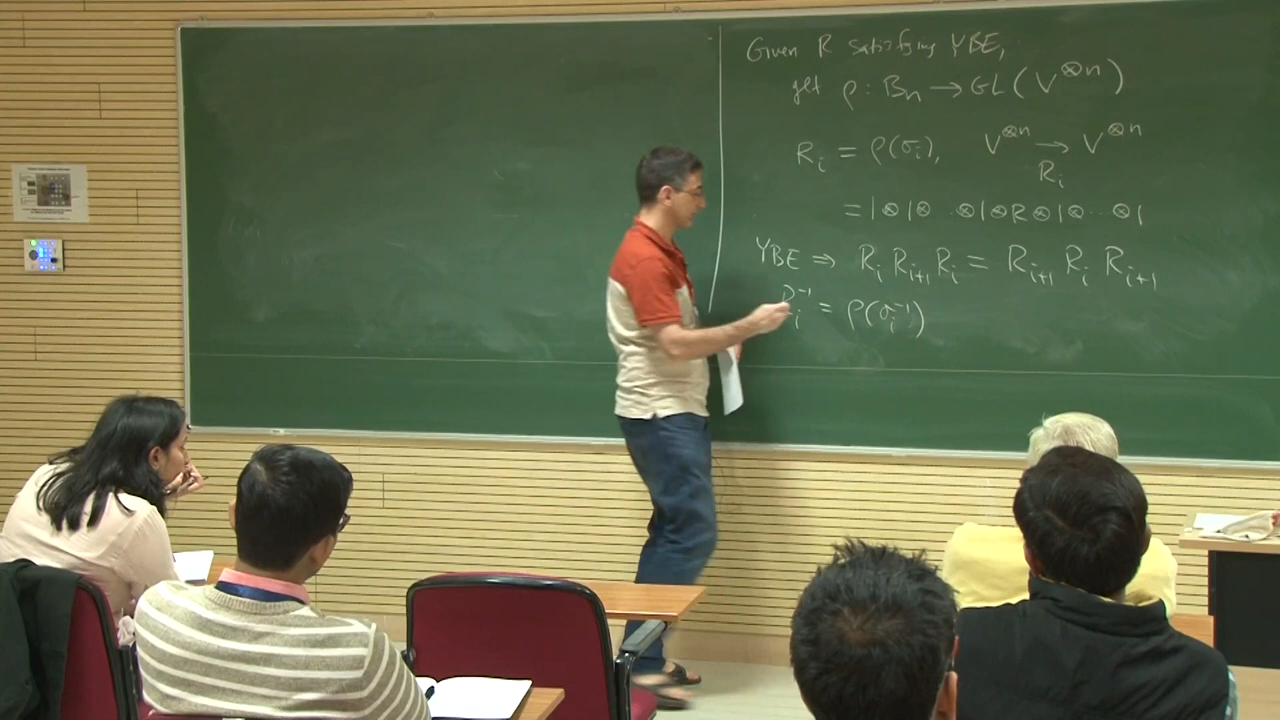 Given R satisfying YBE,
get ρ : Bn → GL(V^⊗n)
Ri = ρ(σi), V^⊗n → V^⊗n
Ri
= 1⊗1⊗ ..⊗1⊗R⊗1⊗...⊗1
YBE ⇒ Ri Ri+1 Ri = Ri+1 Ri Ri+1
Ri^-1 = ρ(σi^-1)